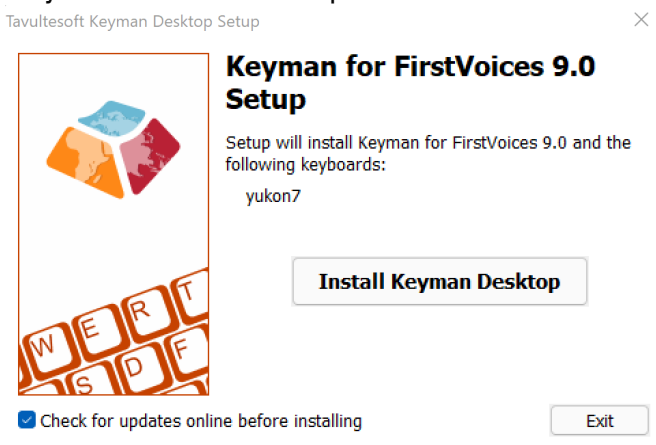 Tavultesoft Keyman Desktop Setup
Keyman for FirstVoices 9.0
Setup
Setup will install Keyman for FirstVoices 9.0 and the
following keyboards:
yukon7
Install Keyman Desktop
W E R T
S D F
Check for updates online before installing
Exit